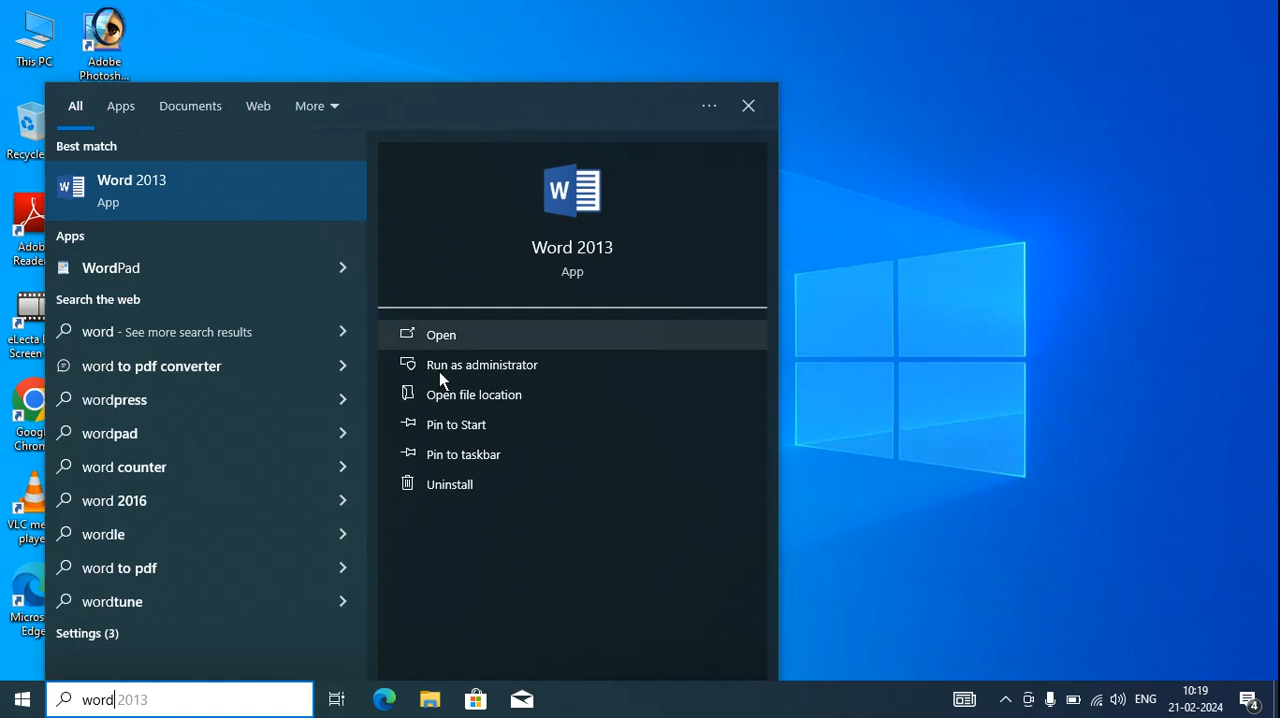 This PC
Adobe
Photosh...
Recycle
Adob
Reade
eLecta L
Screen
Googl
Chron
VLC me
playe
Micros
Edg
All
Apps
Documents
Web
More
Best match
Word 2013
App
Apps
WordPad
Search the web
word - See more search results
word to pdf converter
wordpress
wordpad
word counter
word 2016
wordle
word to pdf
wordtune
Settings (3)
W
Word 2013
App
Open
Run as administrator
Open file location
Pin to Start
Pin to taskbar
Uninstall
word 2013
ENG
10:19
21-02-2024
4